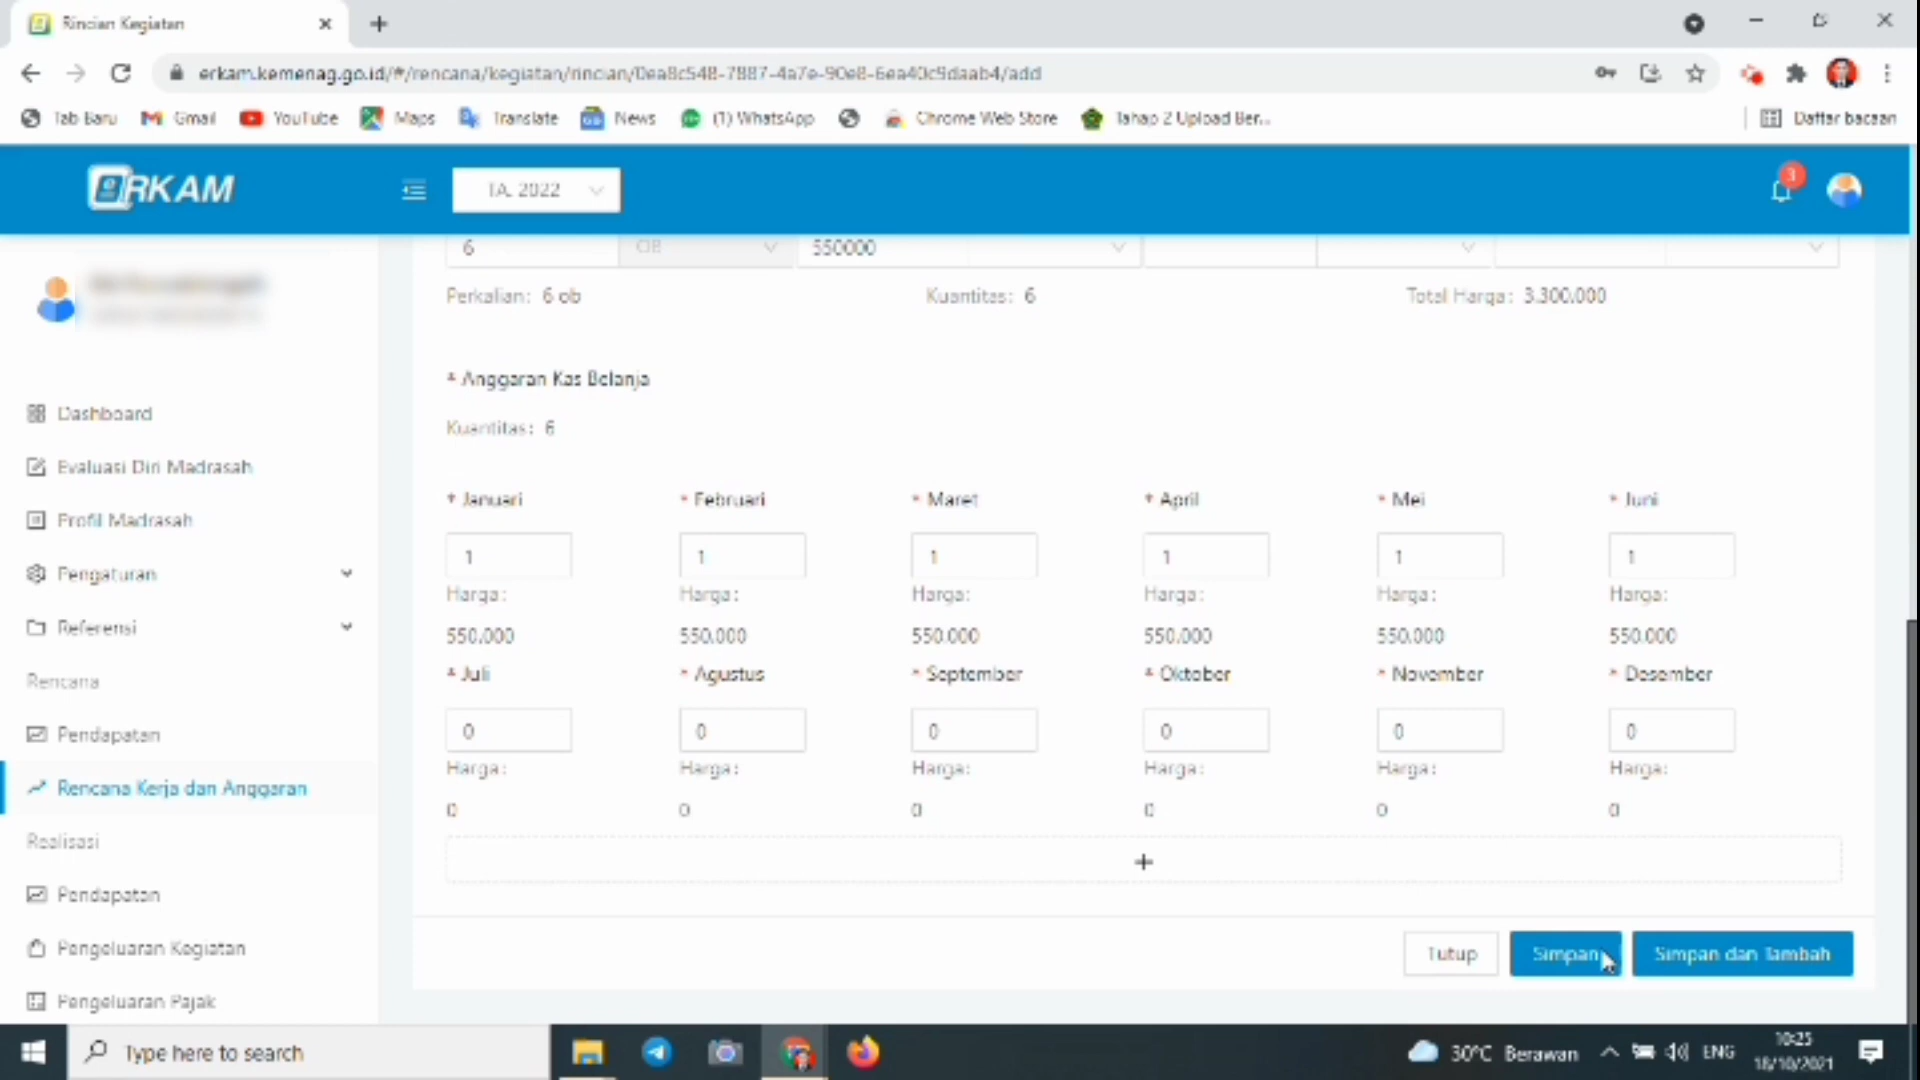 Rincian Kegiatan
erkam.kemenag.go.id/#/rencana/kegiatan/rincian/0ea8c548-7887-4a7e-90e8-6ea40c9daab4/add
Tab Baru Gmail YouTube Maps Translate News (1) WhatsApp Chrome Web Store Tahap 2 Upload Ber... Daftar bacaan
eRKAM TA. 2022 3
6 OB 550000
Perkalian: 6 ob Kuantitas: 6 Total Harga: 3.300.000
* Anggaran Kas Belanja
Kuantitas: 6
* Januari * Februari * Maret * April * Mei * Juni
1 1 1 1 1 1
Harga: Harga: Harga: Harga: Harga: Harga:
550.000 550.000 550.000 550.000 550.000 550.000
* Juli * Agustus * September * Oktober * November * Desember
0 0 0 0 0 0
Harga: Harga: Harga: Harga: Harga: Harga:
0 0 0 0 0 0
+
Tutup Simpan Simpan dan Tambah
Dashboard
Evaluasi Diri Madrasah
Profil Madrasah
Pengaturan
Referensi
Rencana
Pendapatan
Rencana Kerja dan Anggaran
Realisasi
Pendapatan
Pengeluaran Kegiatan
Pengeluaran Pajak
Type here to search
30°C Berawan ENG
10:25
18/10/2021